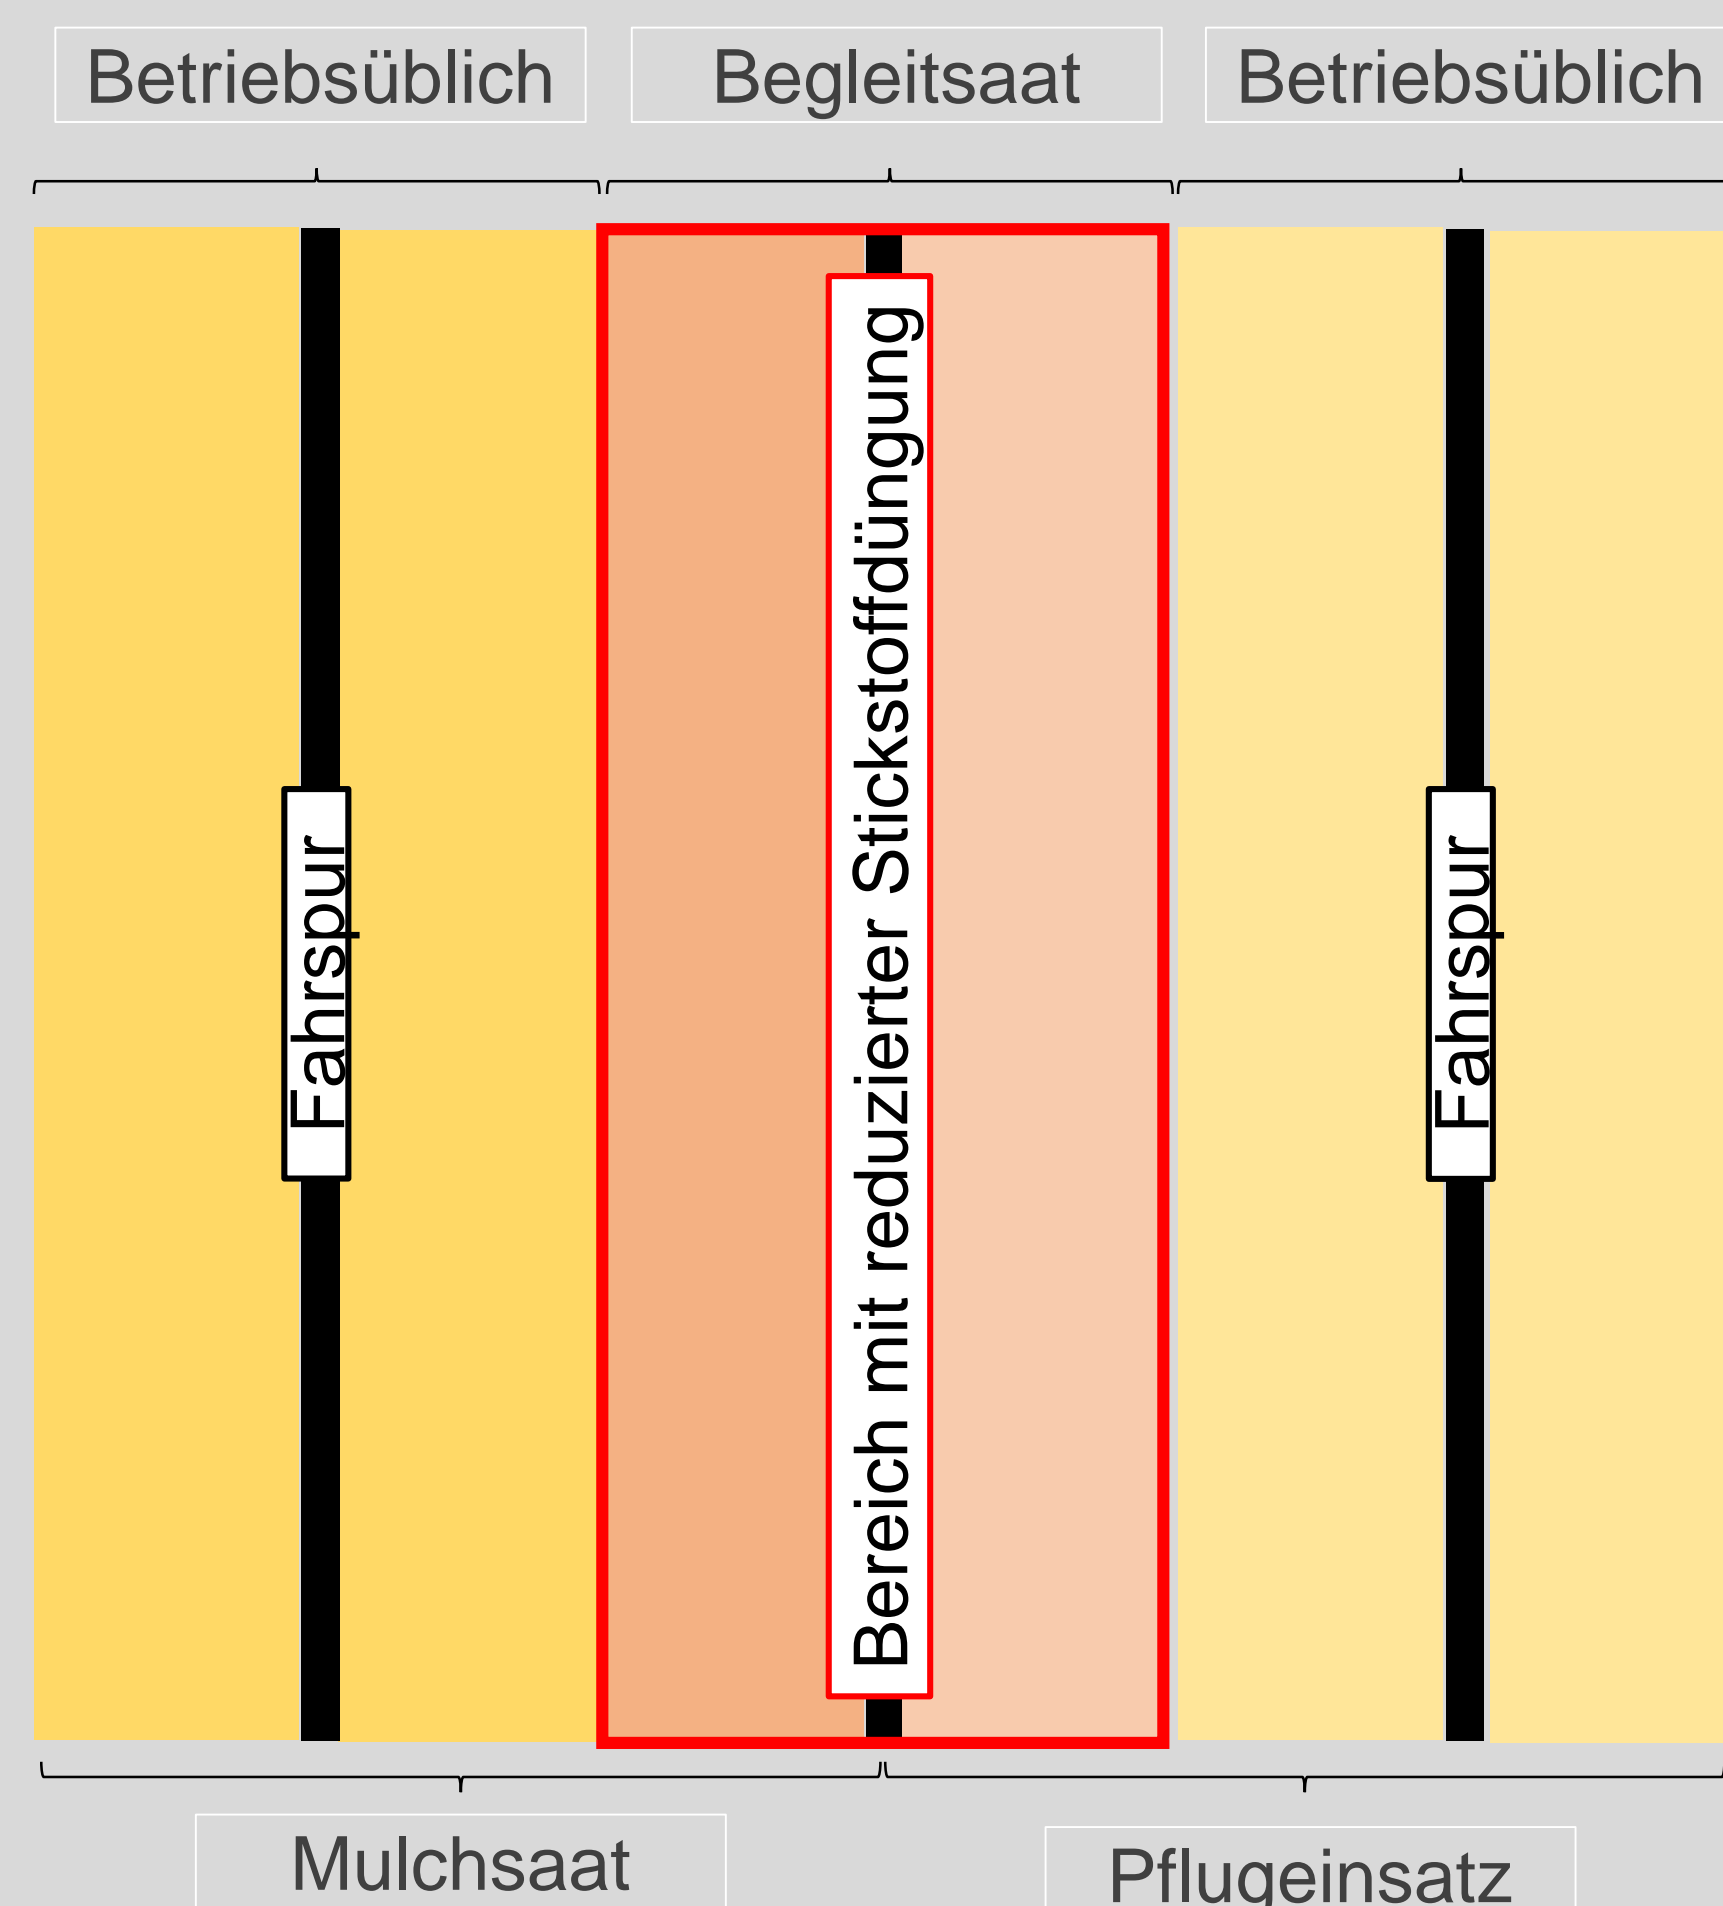 Betriebsüblich
Begleitsaat
Betriebsüblich
Fahrspur
Bereich mit reduzierter Stickstoffdüngung
Fahrspur
Mulchsaat
Pflugeinsatz